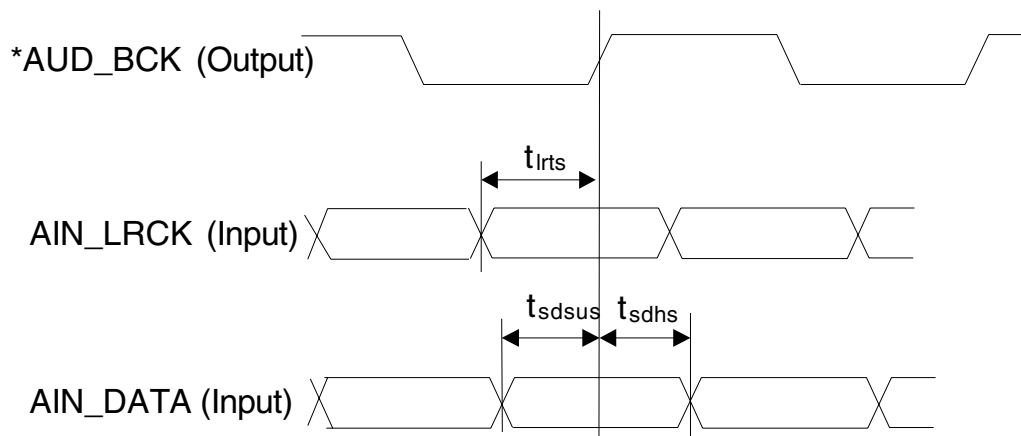 *AUD_BCK (Output)
tlrts
AIN_LRCK (Input)
tsdsus tsdhs
AIN_DATA (Input)